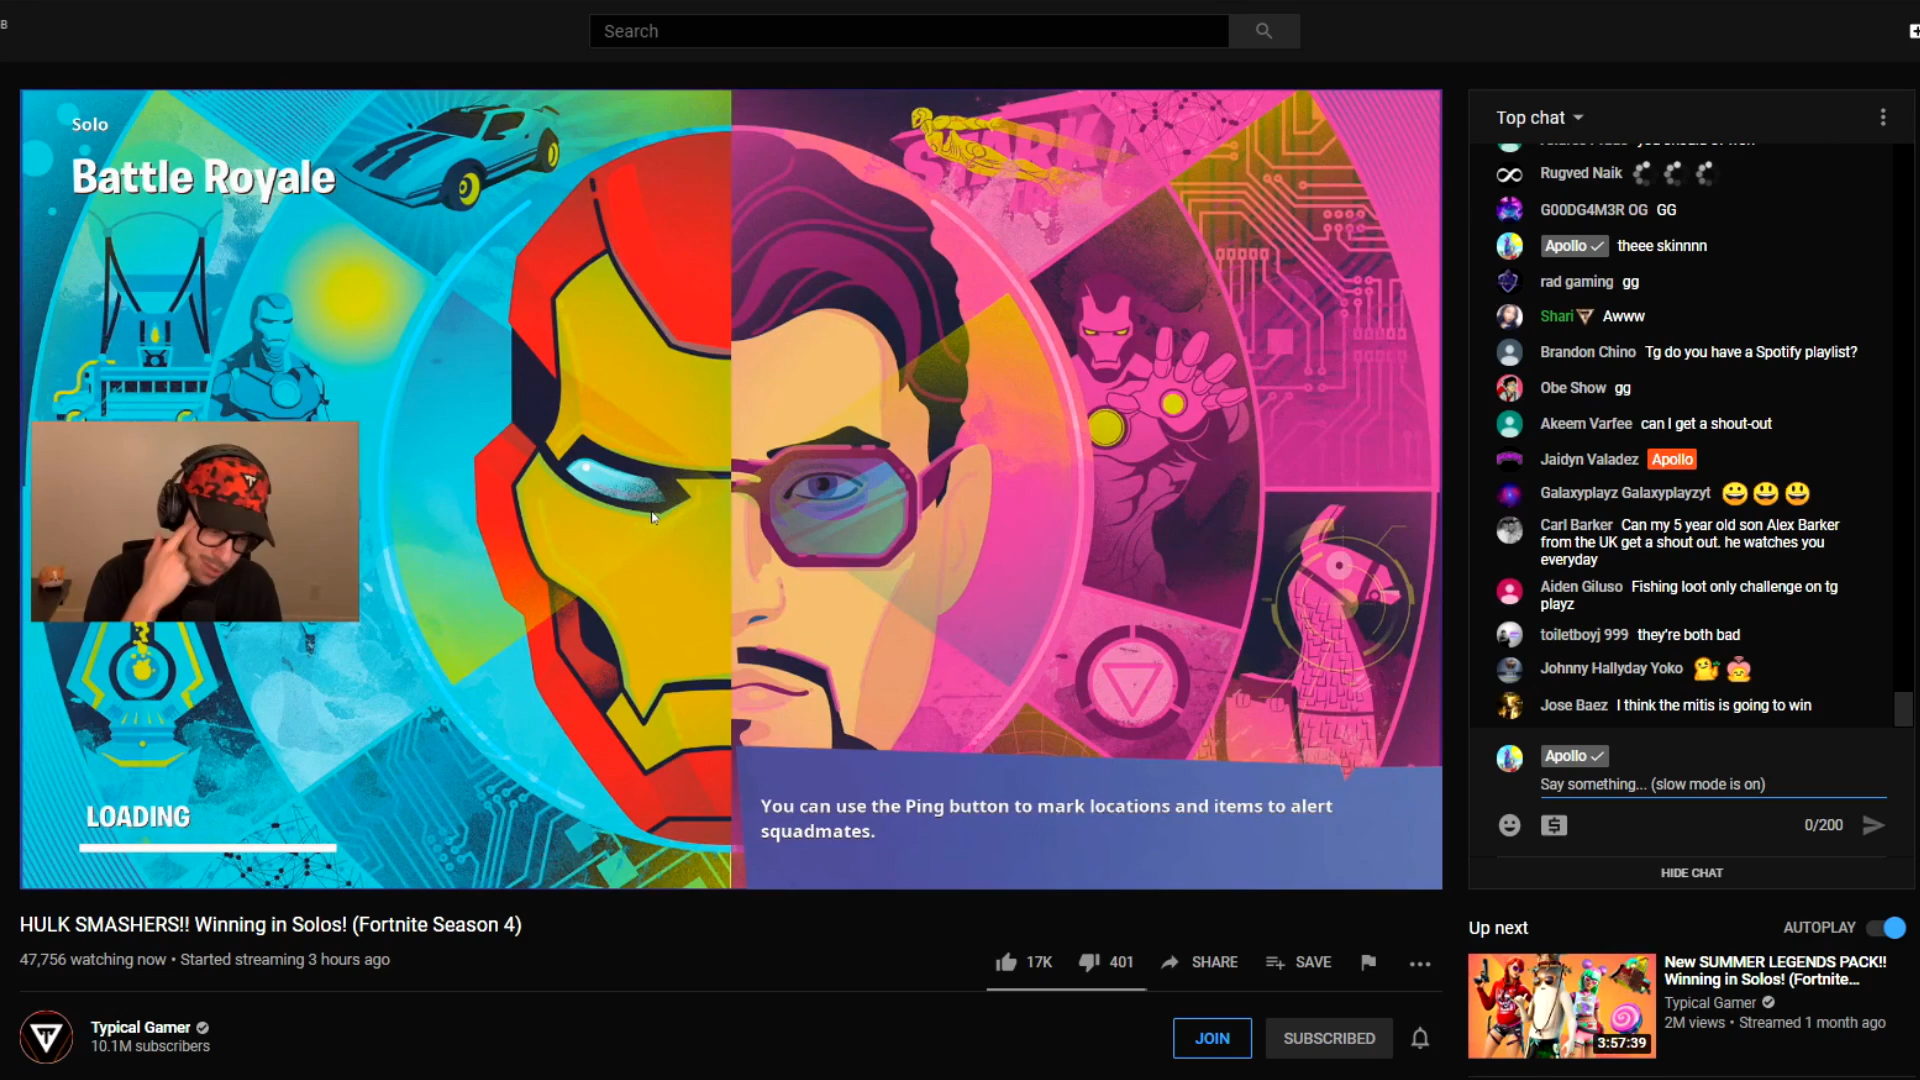 B
Search
Solo
Battle Royale
STARK
LOADING
You can use the Ping button to mark locations and items to alert
squadmates.
Top chat
Rugved Naik
G00DG4M3R OG GG
Apollo theee skinnnn
rad gaming gg
Shari Awww
Brandon Chino Tg do you have a Spotify playlist?
Obe Show gg
Akeem Varfee can I get a shout-out
Jaidyn Valadez Apollo
Galaxyplayz Galaxyplayzyt
Carl Barker Can my 5 year old son Alex Barker
from the UK get a shout out. he watches you
everyday
Aiden Giluso Fishing loot only challenge on tg
playz
toiletboyj 999 they're both bad
Johnny Hallyday Yoko
Jose Baez I think the mitis is going to win
Apollo
Say something... (slow mode is on)
0/200
HIDE CHAT
HULK SMASHERS!! Winning in Solos! (Fortnite Season 4)
47,756 watching now • Started streaming 3 hours ago
17K 401 SHARE SAVE
Typical Gamer
10.1M subscribers
JOIN SUBSCRIBED
Up next AUTOPLAY
New SUMMER LEGENDS PACK!!
Winning in Solos! (Fortnite...
Typical Gamer
2M views • Streamed 1 month ago
3:57:39